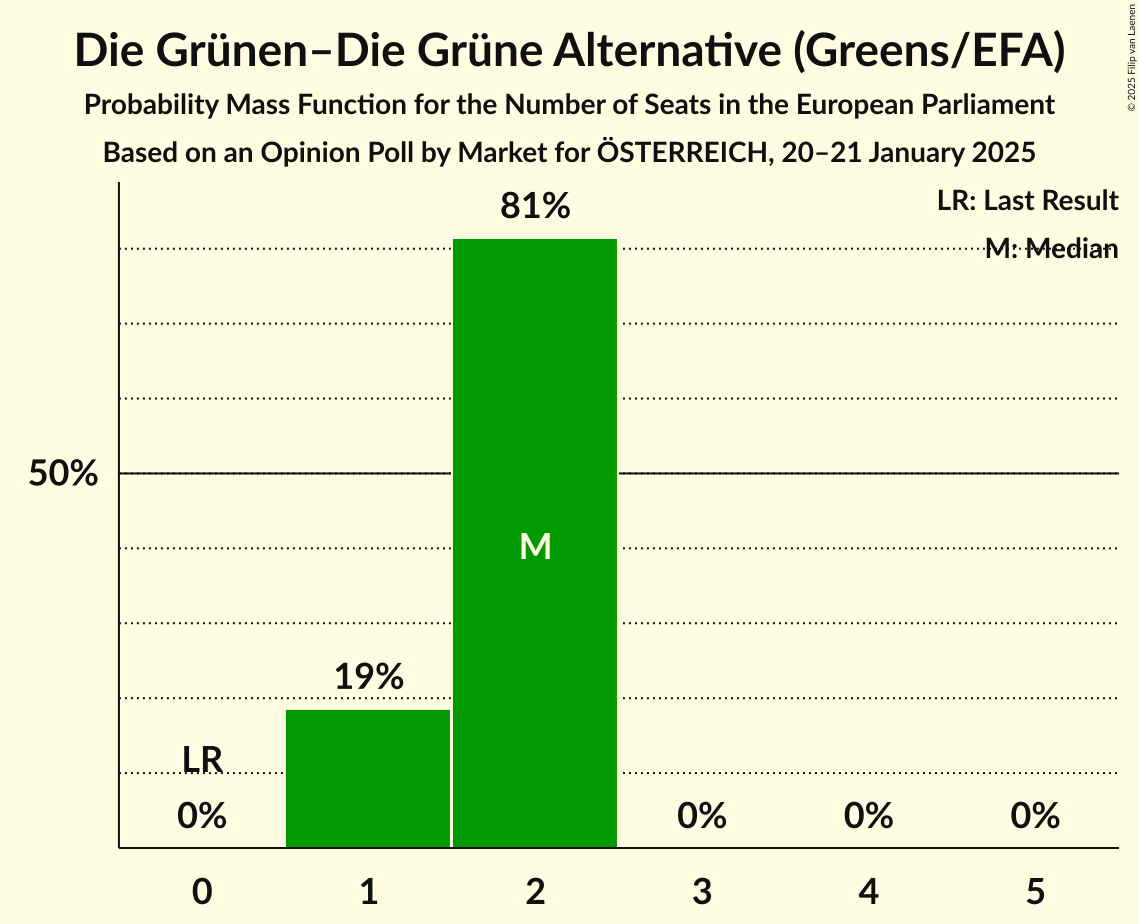 Die Grünen–Die Grüne Alternative (Greens/EFA)
Probability Mass Function for the Number of Seats in the European Parliament
Based on an Opinion Poll by Market for ÖSTERREICH, 20–21 January 2025
© 2025 Filip van Laenen
LR: Last Result
M: Median
81%
50%
M
19%
LR
0%
0%
0%
0%
0
1
2
3
4
5